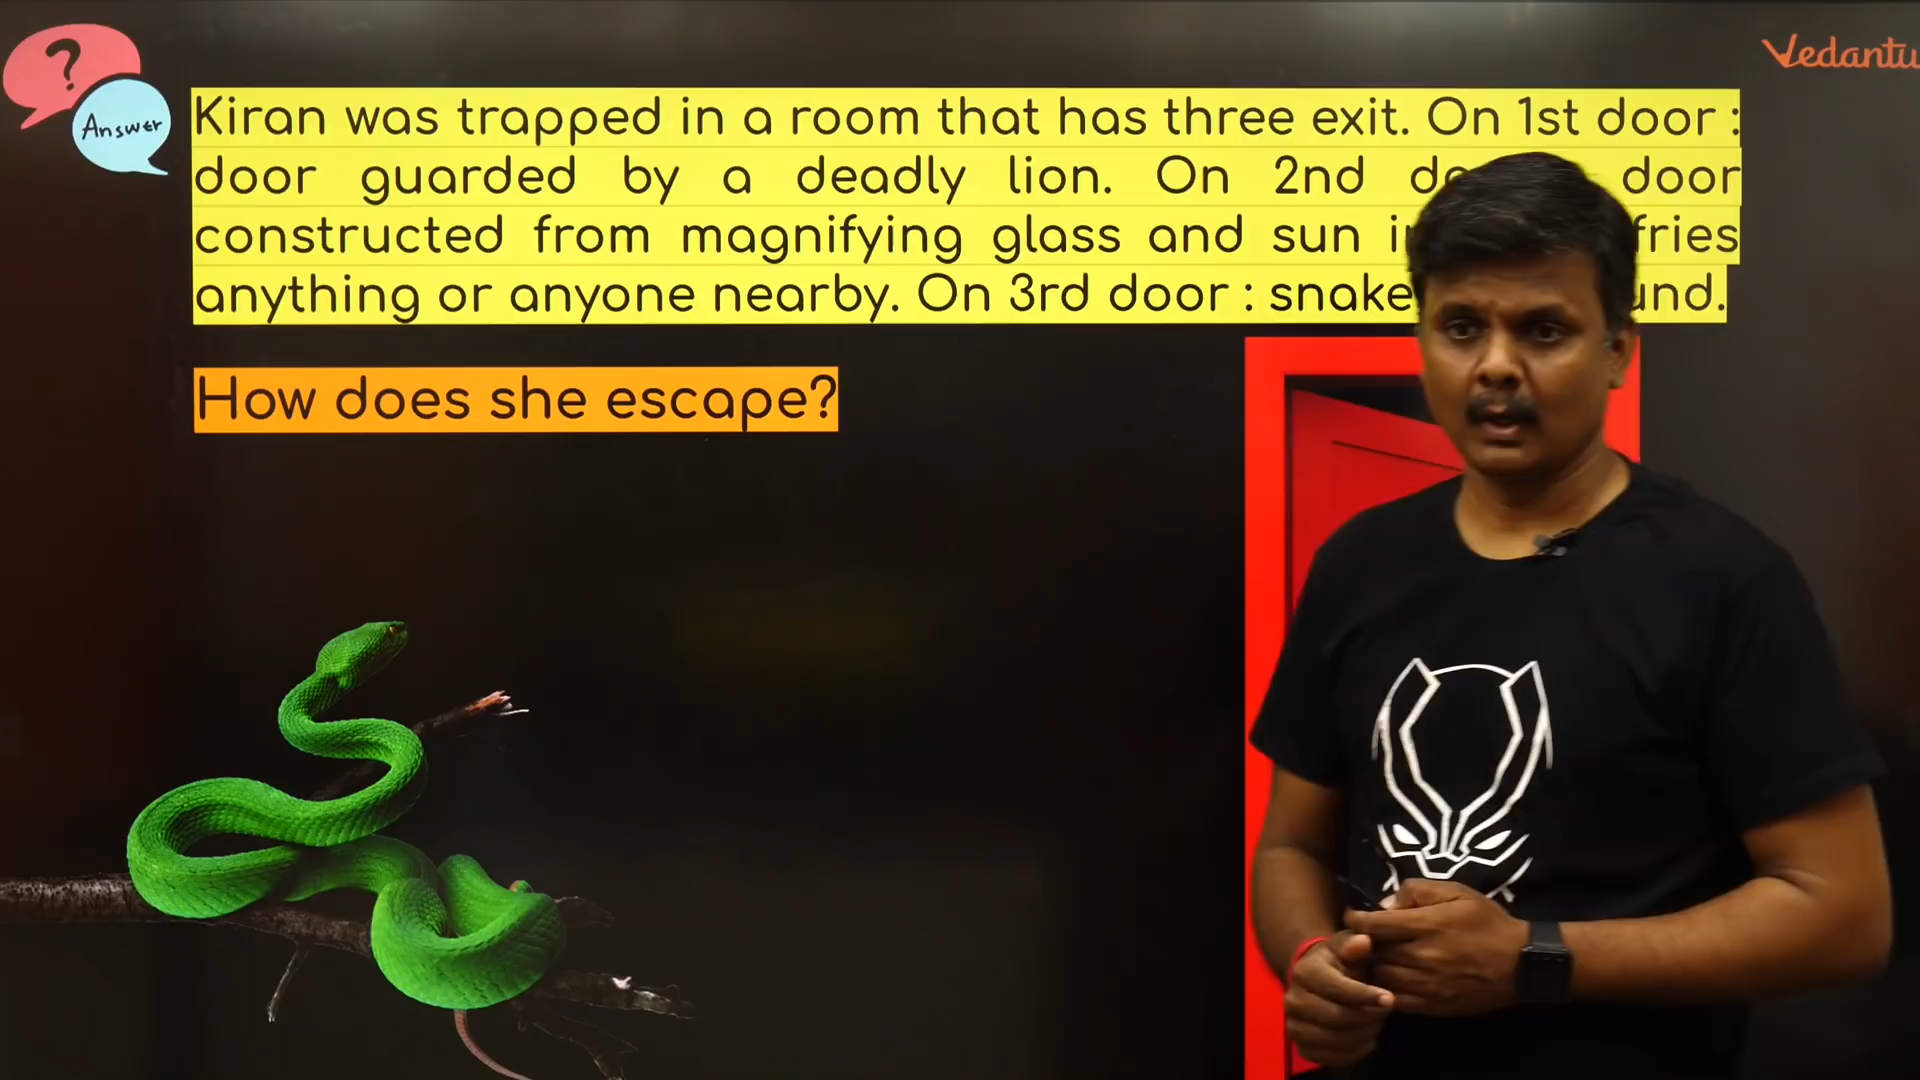 ?
Answer
Vedantu
Kiran was trapped in a room that has three exit. On 1st door :
door guarded by a deadly lion. On 2nd door
constructed from magnifying glass and sun fries
anything or anyone nearby. On 3rd door : snake
How does she escape?